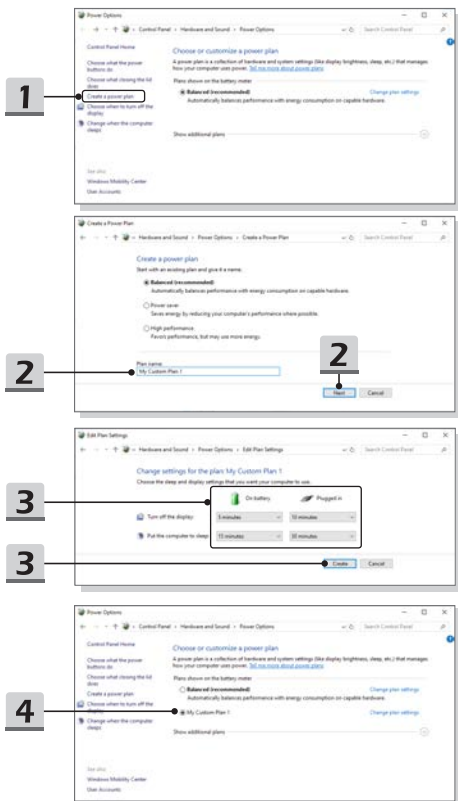 Power Options
Control Panel > Hardware and Sound > Power Options
Search Control Panel
Control Panel Home
Choose what the power
buttons do
Choose what closing the lid
does
Create a power plan
Choose when to turn off the
display
Change when the computer
sleeps
See also
Windows Mobility Center
User Accounts
Choose or customize a power plan
A power plan is a collection of hardware and system settings (like display brightness, sleep, etc.) that manages
how your computer uses power. Tell me more about power plans
Plans shown on the battery meter
Balanced (recommended)
Change plan settings
Automatically balances performance with energy consumption on capable hardware.
Show additional plans
1
Create a Power Plan
Hardware and Sound > Power Options > Create a Power Plan
Search Control Panel
Create a power plan
Start with an existing plan and give it a name.
Balanced (recommended)
Automatically balances performance with energy consumption on capable hardware.
Power saver
Saves energy by reducing your computer's performance where possible.
High performance
Favors performance, but may use more energy.
Plan name:
My Custom Plan 1
2
2
Next
Cancel
Edit Plan Settings
Hardware and Sound > Power Options > Edit Plan Settings
Search Control Panel
Change settings for the plan: My Custom Plan 1
Choose the sleep and display settings that you want your computer to use.
On battery
Plugged in
Turn off the display:
5 minutes
10 minutes
Put the computer to sleep:
15 minutes
30 minutes
3
3
Create
Cancel
Power Options
Control Panel > Hardware and Sound > Power Options
Search Control Panel
Control Panel Home
Choose what the power
buttons do
Choose what closing the lid
does
Create a power plan
Choose when to turn off the
display
Change when the computer
sleeps
See also
Windows Mobility Center
User Accounts
Choose or customize a power plan
A power plan is a collection of hardware and system settings (like display brightness, sleep, etc.) that manages
how your computer uses power. Tell me more about power plans
Plans shown on the battery meter
Balanced (recommended)
Change plan settings
Automatically balances performance with energy consumption on capable hardware.
My Custom Plan 1
Change plan settings
Show additional plans
4